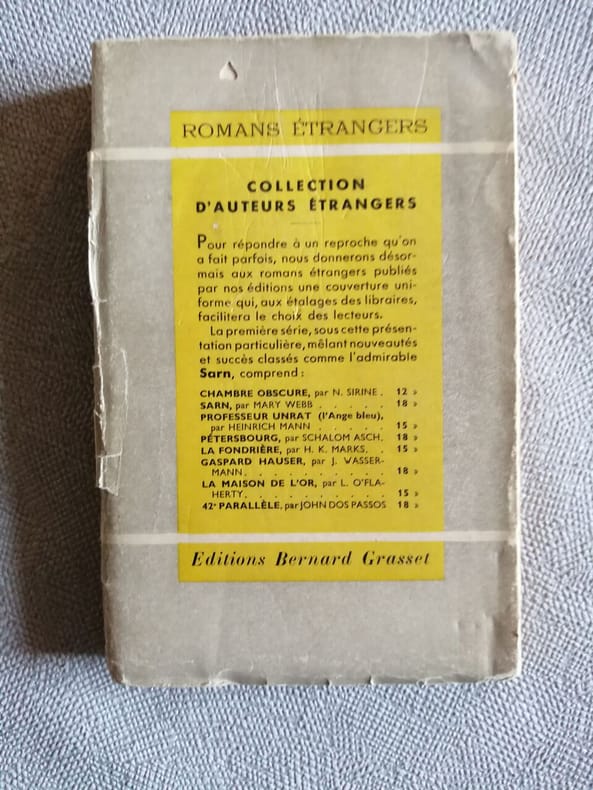 ROMANS ÉTRANGERS
COLLECTION
D'AUTEURS ÉTRANGERS
Pour répondre à un reproche qu'on
a fait parfois, nous donnerons désor-
mais aux romans étrangers publiés
par nos éditions une couverture uni-
forme qui, aux étalages des libraires,
facilitera le choix des lecteurs.
La première série, sous cette présen-
tation particulière, mêlant nouveautés
et succès classés comme l'admirable
Sarn, comprend :
CHAMBRE OBSCURE, par N. SIRINE . 12 »
SARN, par MARY WEBB . . . . . 18 »
PROFESSEUR UNRAT (l'Ange bleu),
par HEINRICH MANN . . . . . 15 »
PÉTERSBOURG, par SCHALOM ASCH. 18 »
LA FONDRIÈRE, par H. K. MARKS. . 15 »
GASPARD HAUSER, par J. WASSER-
MANN. . . . . . . . . . 18 »
LA MAISON DE L'OR, par L. O'FLA-
HERTY. . . . . . . . . . 15 »
42e PARALLÈLE, par JOHN DOS PASSOS 18 »
Editions Bernard Grasset